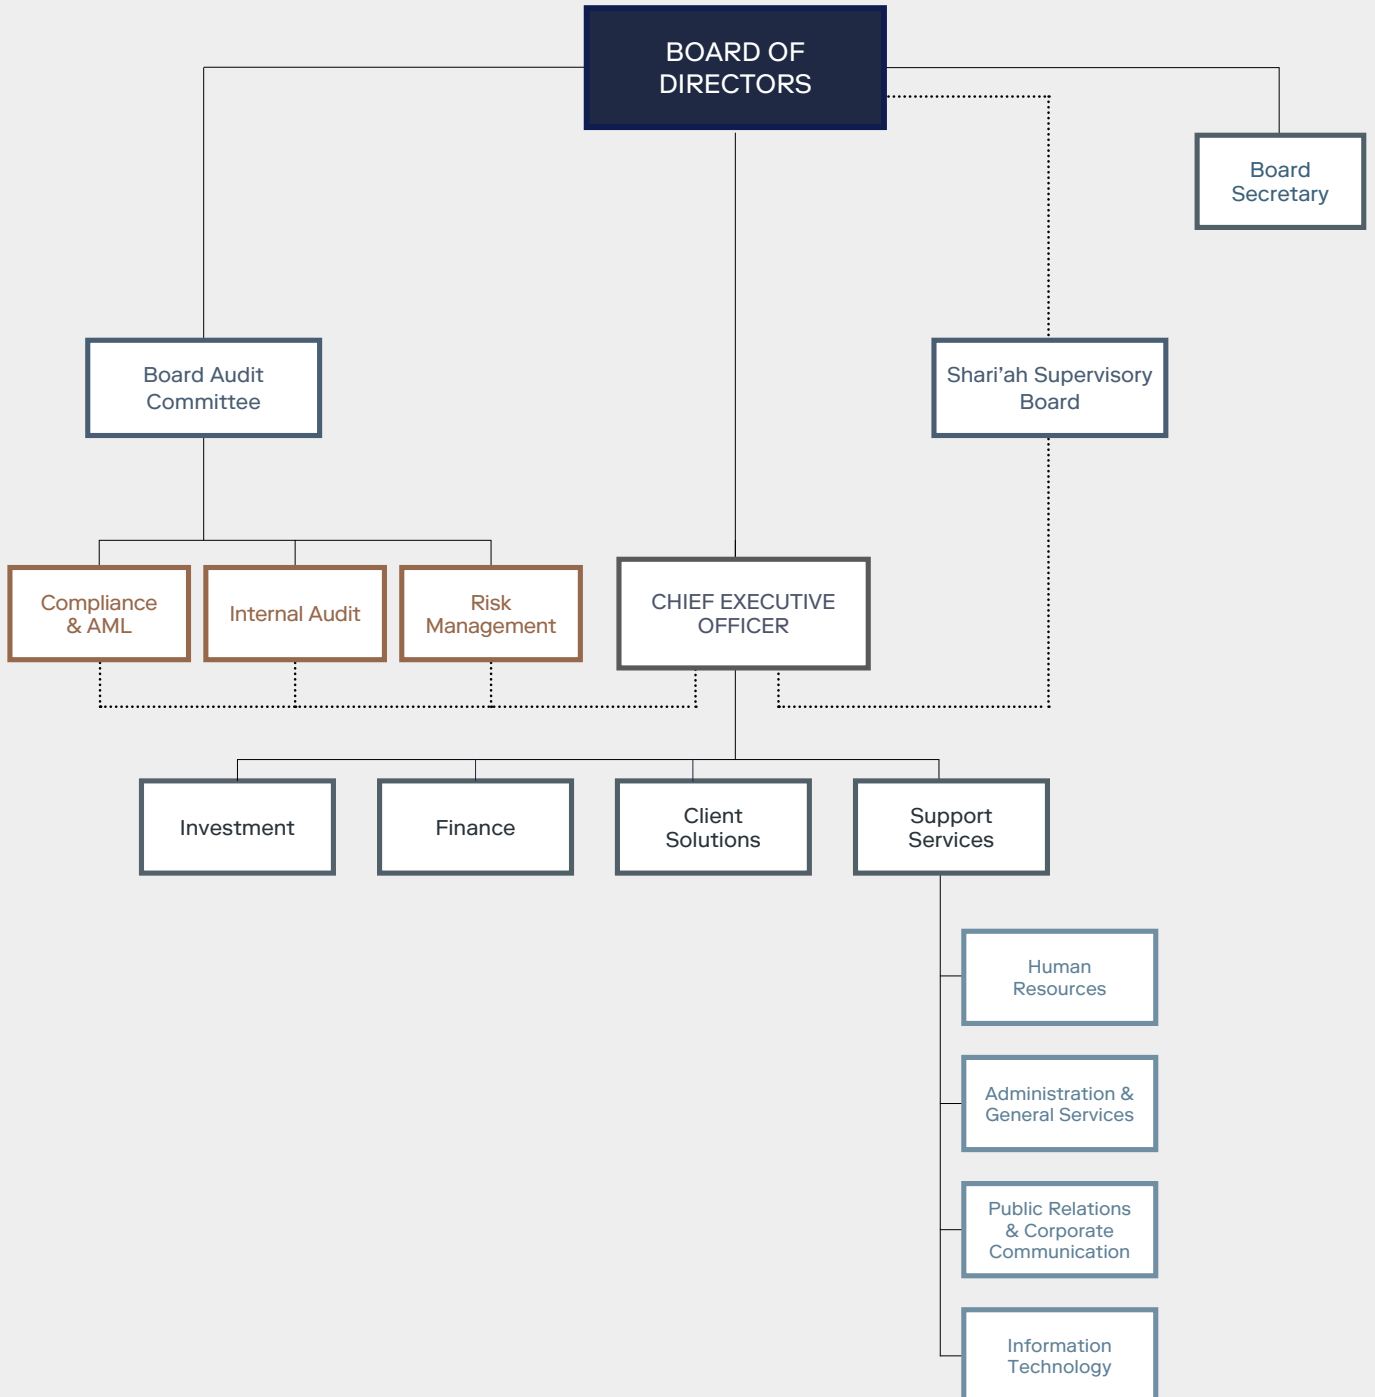 BOARD OF
DIRECTORS
Board
Secretary
Board Audit
Committee
Shari’ah Supervisory
Board
Compliance
& AML
Internal Audit
Risk
Management
CHIEF EXECUTIVE
OFFICER
Investment
Finance
Client
Solutions
Support
Services
Human
Resources
Administration &
General Services
Public Relations
& Corporate
Communication
Information
Technology